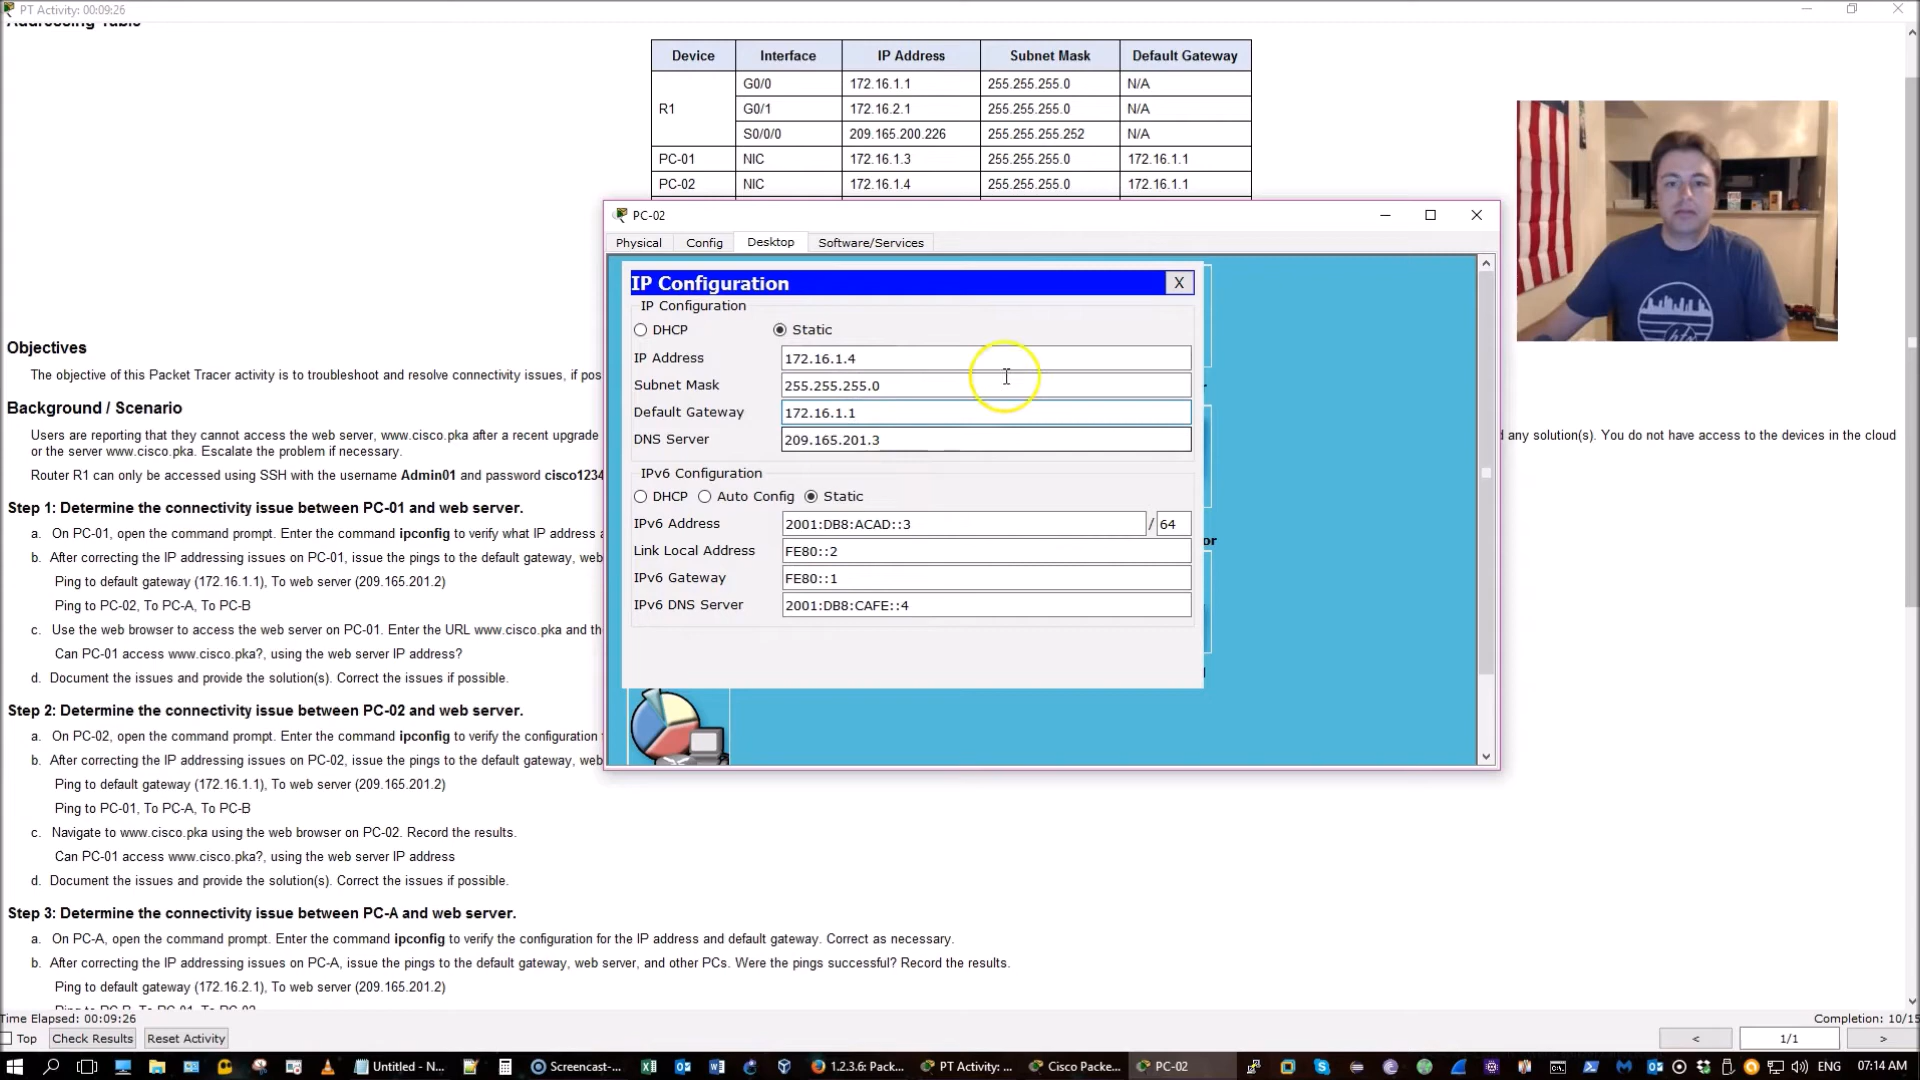 PT Activity: 00:09:26
Addressing Table
Device Interface IP Address Subnet Mask Default Gateway
R1
G0/0 172.16.1.1 255.255.255.0 N/A
G0/1 172.16.2.1 255.255.255.0 N/A
S0/0/0 209.165.200.226 255.255.255.252 N/A
PC-01 NIC 172.16.1.3 255.255.255.0 172.16.1.1
PC-02 NIC 172.16.1.4 255.255.255.0 172.16.1.1
PC-02
Physical Config Desktop Software/Services
IP Configuration X
IP Configuration
DHCP Static
IP Address 172.16.1.4
Subnet Mask 255.255.255.0
Default Gateway 172.16.1.1
DNS Server 209.165.201.3
IPv6 Configuration
DHCP Auto Config Static
IPv6 Address 2001:DB8:ACAD::3 / 64
Link Local Address FE80::2
IPv6 Gateway FE80::1
IPv6 DNS Server 2001:DB8:CAFE::4
Objectives
The objective of this Packet Tracer activity is to troubleshoot and resolve connectivity issues, if pos
Background / Scenario
Users are reporting that they cannot access the web server, www.cisco.pka after a recent upgrade d any solution(s). You do not have access to the devices in the cloud
or the server www.cisco.pka. Escalate the problem if necessary.
Router R1 can only be accessed using SSH with the username Admin01 and password cisco1234
Step 1: Determine the connectivity issue between PC-01 and web server.
a. On PC-01, open the command prompt. Enter the command ipconfig to verify what IP address a
b. After correcting the IP addressing issues on PC-01, issue the pings to the default gateway, web
Ping to default gateway (172.16.1.1), To web server (209.165.201.2)
Ping to PC-02, To PC-A, To PC-B
c. Use the web browser to access the web server on PC-01. Enter the URL www.cisco.pka and th
Can PC-01 access www.cisco.pka?, using the web server IP address?
d. Document the issues and provide the solution(s). Correct the issues if possible.
Step 2: Determine the connectivity issue between PC-02 and web server.
a. On PC-02, open the command prompt. Enter the command ipconfig to verify the configuration
b. After correcting the IP addressing issues on PC-02, issue the pings to the default gateway, web
Ping to default gateway (172.16.1.1), To web server (209.165.201.2)
Ping to PC-01, To PC-A, To PC-B
c. Navigate to www.cisco.pka using the web browser on PC-02. Record the results.
Can PC-01 access www.cisco.pka?, using the web server IP address
d. Document the issues and provide the solution(s). Correct the issues if possible.
Step 3: Determine the connectivity issue between PC-A and web server.
a. On PC-A, open the command prompt. Enter the command ipconfig to verify the configuration for the IP address and default gateway. Correct as necessary.
b. After correcting the IP addressing issues on PC-A, issue the pings to the default gateway, web server, and other PCs. Were the pings successful? Record the results.
Ping to default gateway (172.16.2.1), To web server (209.165.201.2)
Ping to PC-B, To PC-01, To PC-02
Time Elapsed: 00:09:26 Completion: 10/15
Top Check Results Reset Activity < 1/1 >
Untitled - N... Screencast-... 1.2.3.6: Pack... PT Activity: ... Cisco Packe... PC-02 ENG 07:14 AM